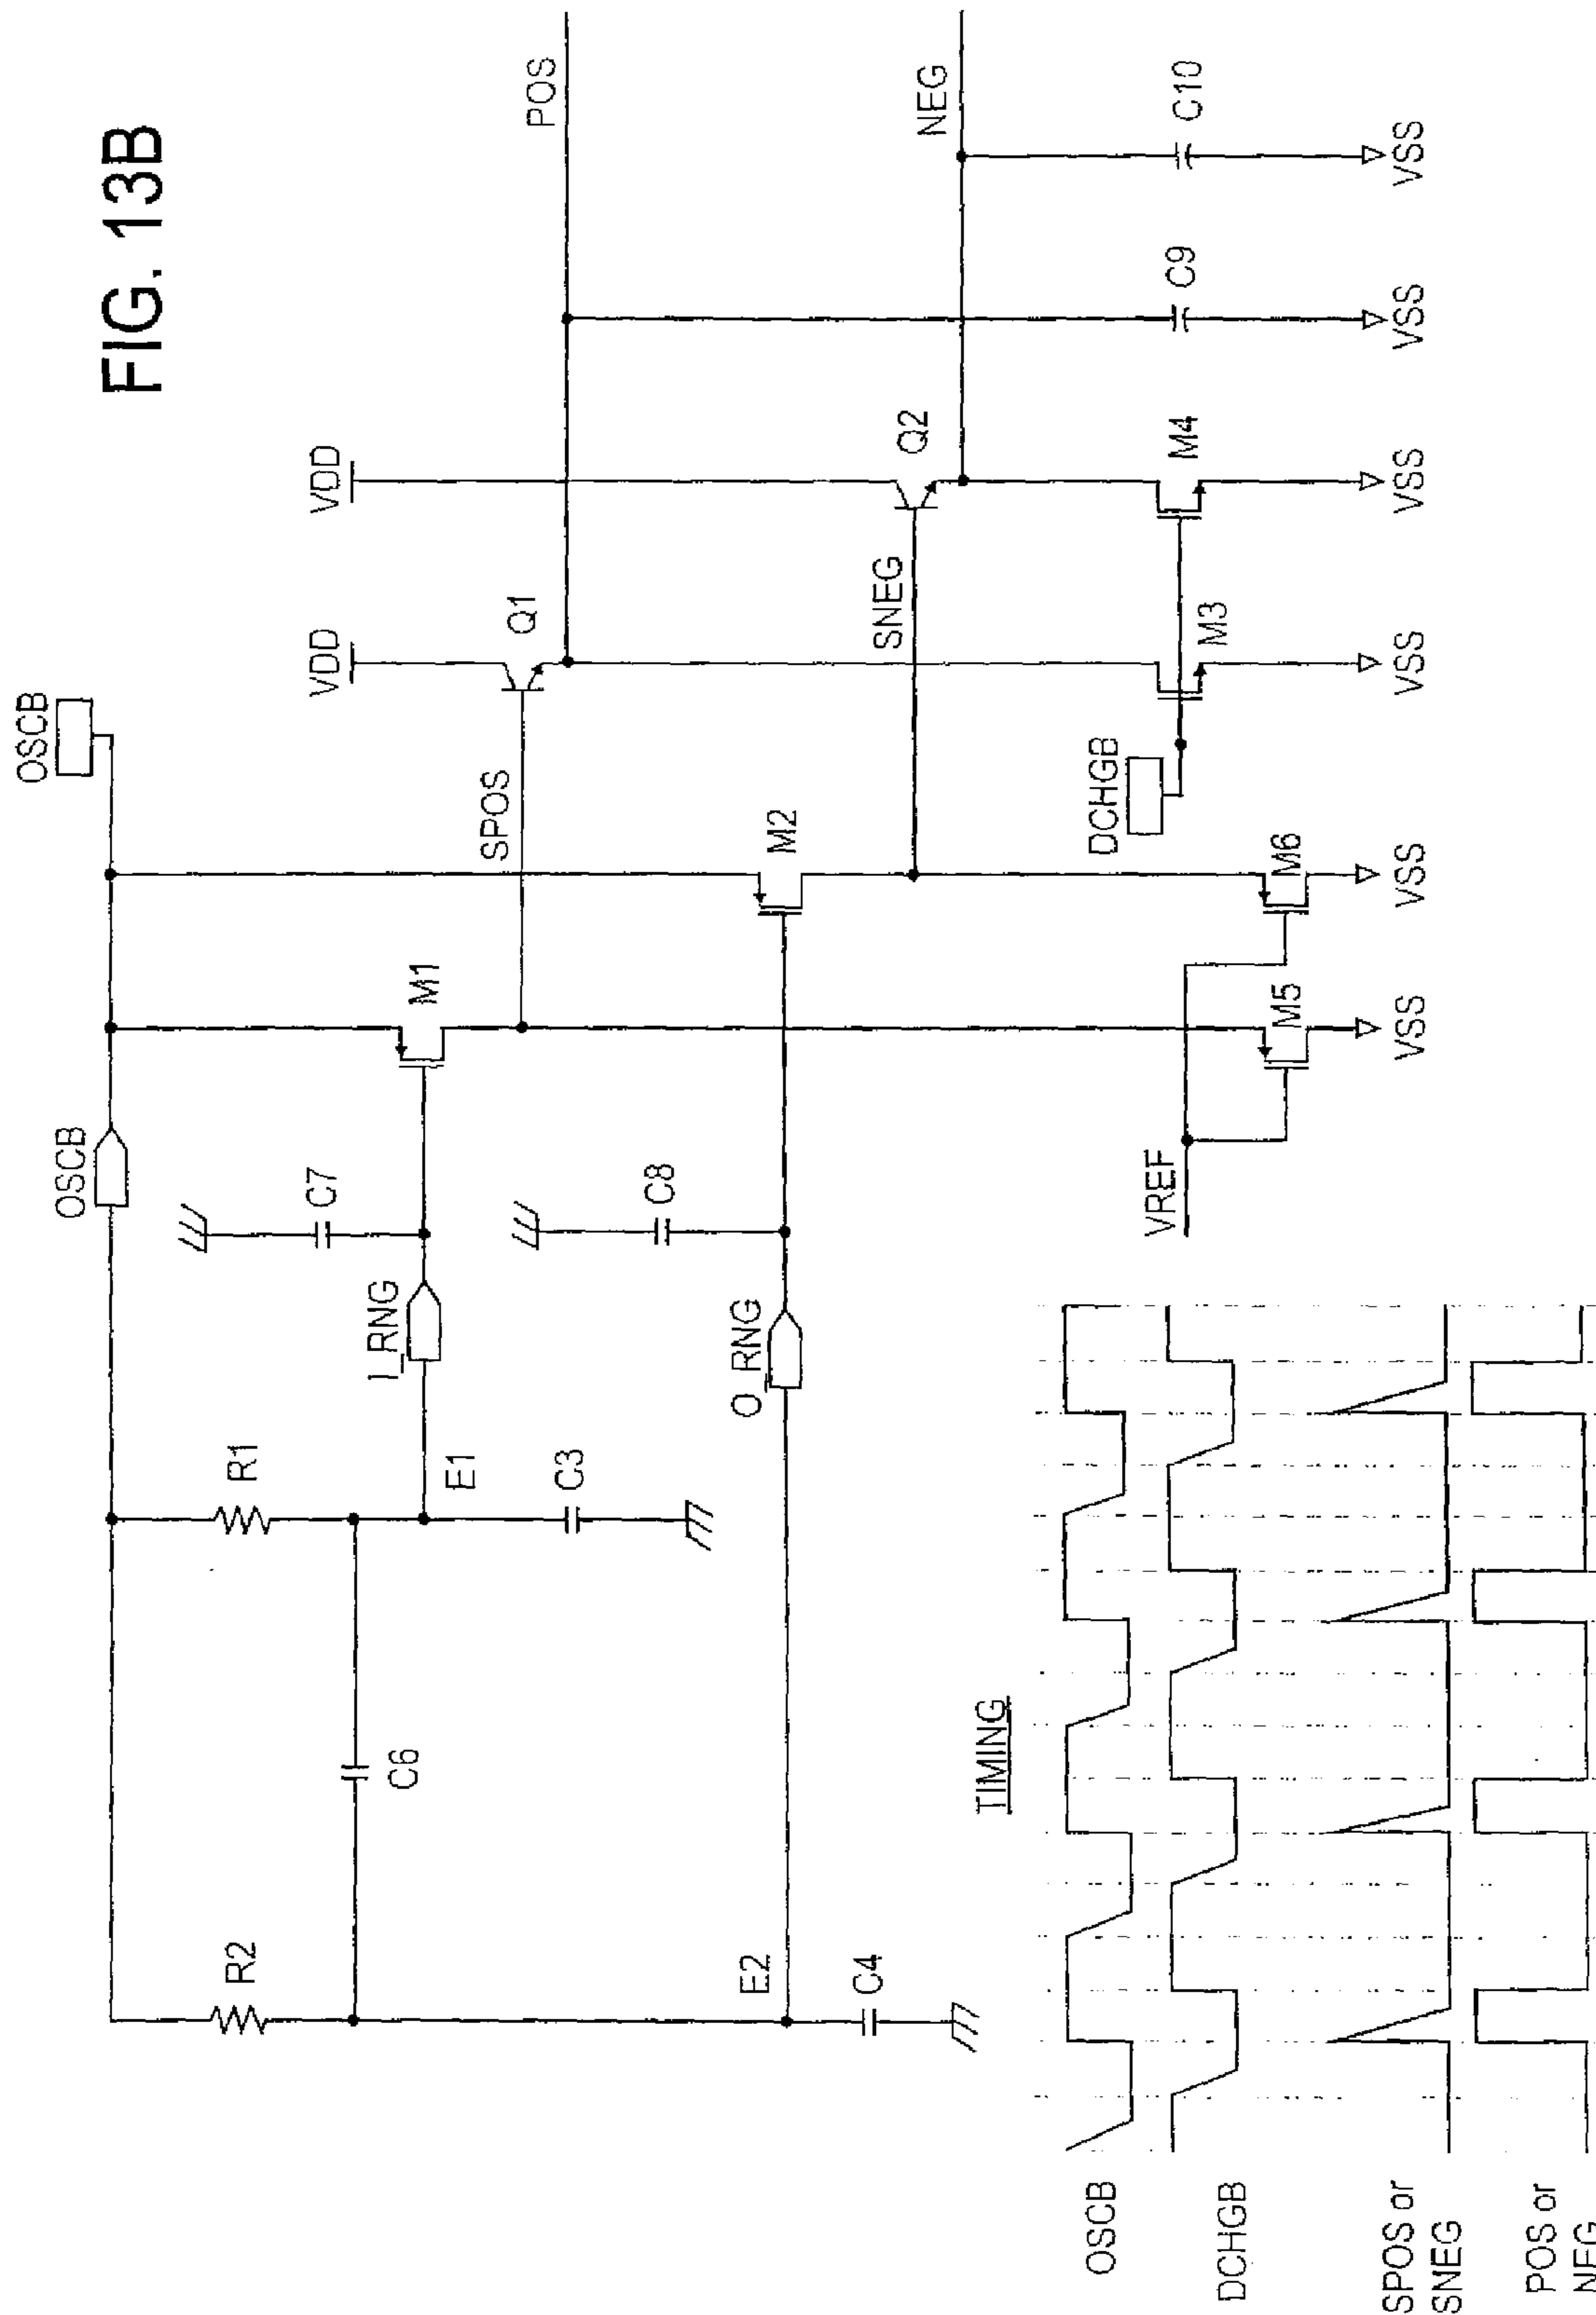 FIG. 13B
OSCB
OSCB
VDD
VDD
POS
NEG
R2
R1
C7
M1
SPOS
Q1
I_RNG
E1
C6
C3
C8
M2
SNEG
Q2
E2
O_RNG
C4
C9
C10
DCHGB
M3
M4
VREF
M5
M6
VSS
VSS
VSS
VSS
VSS
VSS
TIMING
OSCB
DCHGB
SPOS or
SNEG
POS or
NEG